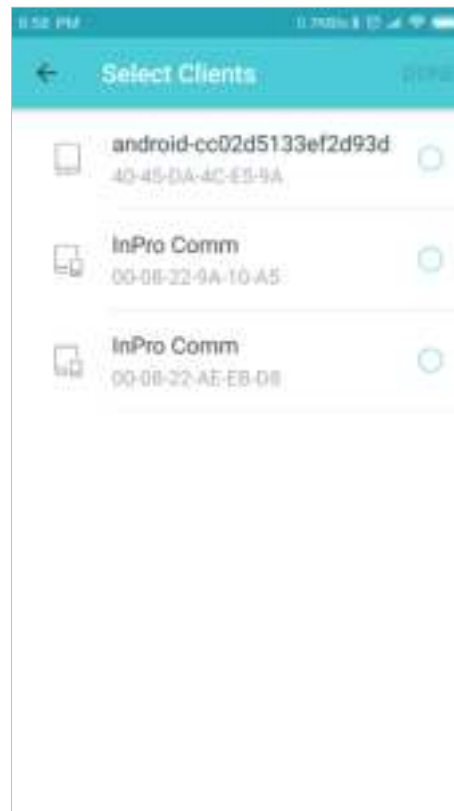 Select Clients
android-cc02d5133ef2d93d
40-45-DA-4C-E5-9A
InPro Comm
00-08-22-9A-10-A5
InPro Comm
00-08-22-AE-EB-D8